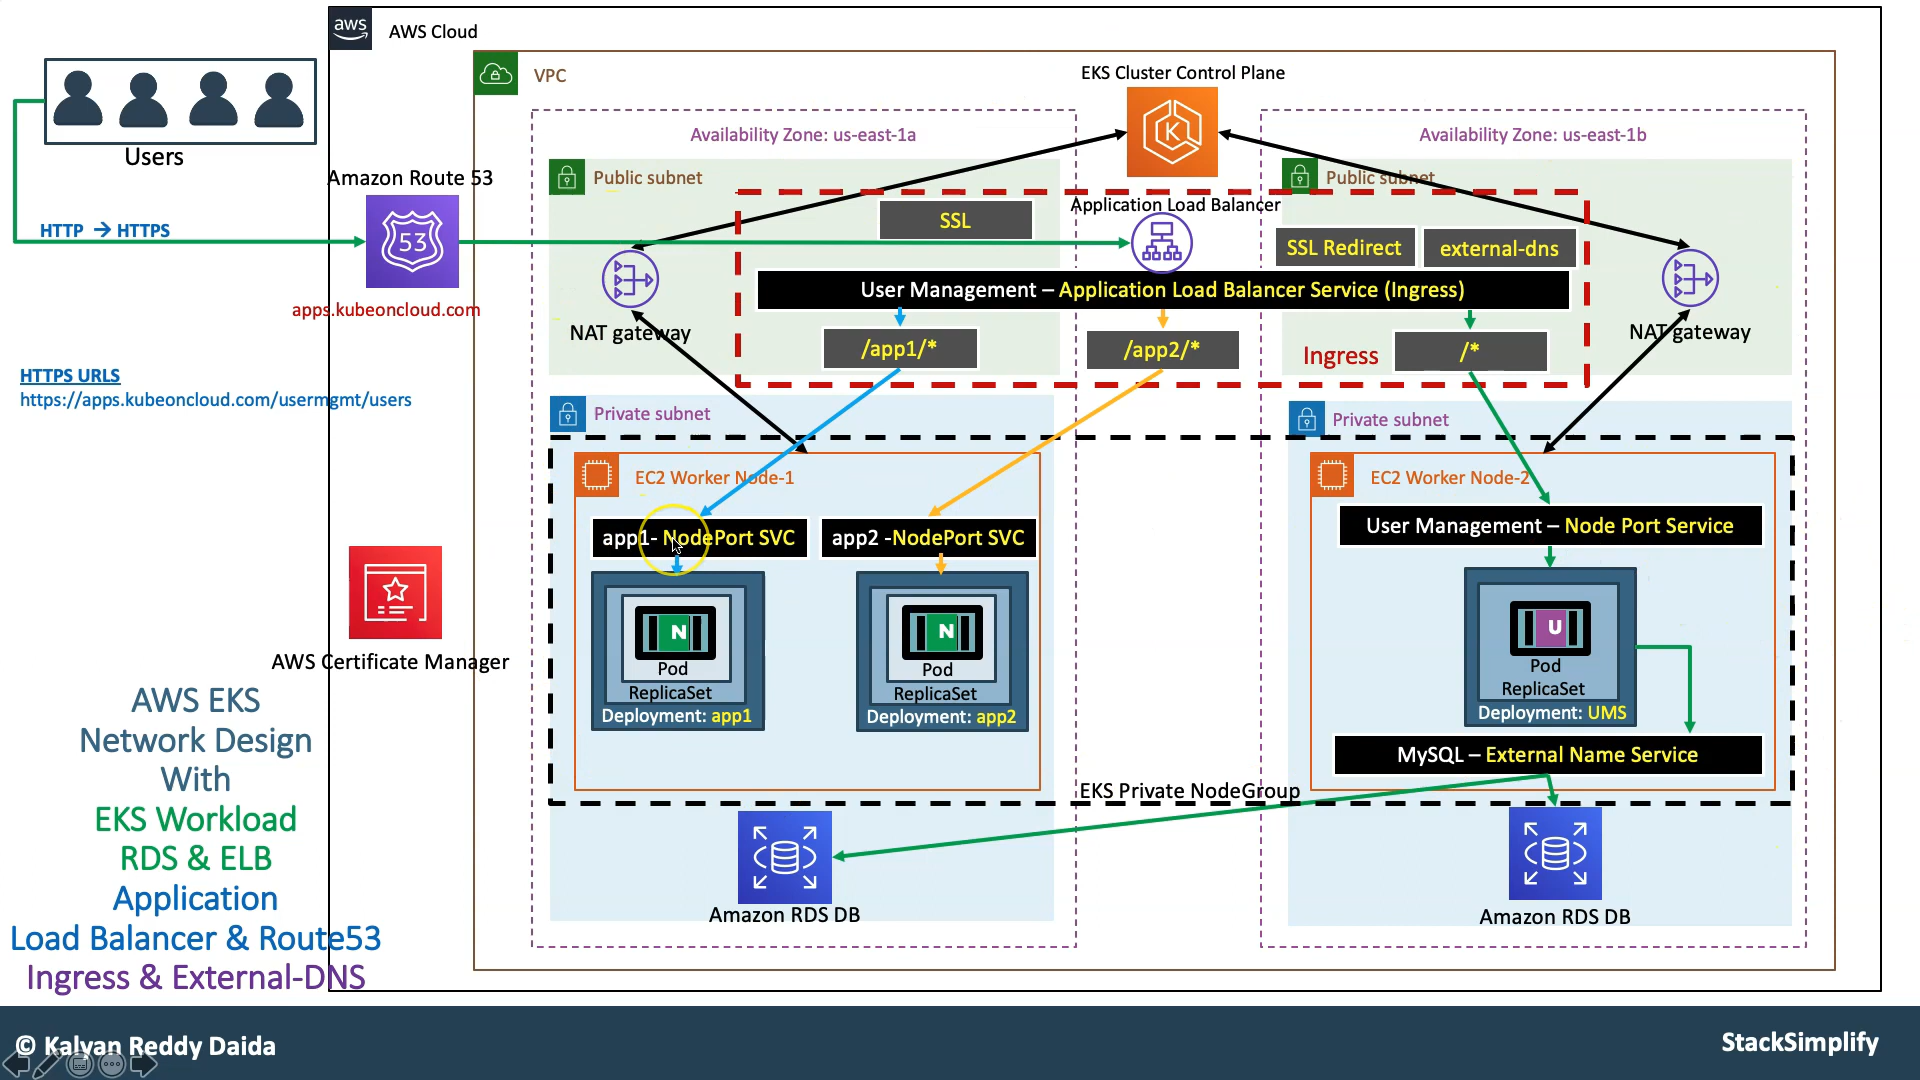 aws
AWS Cloud
VPC
EKS Cluster Control Plane
Users
Availability Zone: us-east-1a
Availability Zone: us-east-1b
Amazon Route 53
Public subnet
Public subnet
Application Load Balancer
HTTP → HTTPS
53
SSL
SSL Redirect
external-dns
User Management – Application Load Balancer Service (Ingress)
apps.kubeoncloud.com
NAT gateway
NAT gateway
/app1/*
/app2/*
Ingress
/*
HTTPS URLS
https://apps.kubeoncloud.com/usermgmt/users
Private subnet
Private subnet
EC2 Worker Node-1
EC2 Worker Node-2
app1- NodePort SVC
app2 -NodePort SVC
User Management – Node Port Service
N
Pod
ReplicaSet
Deployment: app1
N
Pod
ReplicaSet
Deployment: app2
U
Pod
ReplicaSet
Deployment: UMS
MySQL – External Name Service
AWS Certificate Manager
EKS Private NodeGroup
Amazon RDS DB
Amazon RDS DB
AWS EKS
Network Design
With
EKS Workload
RDS & ELB
Application
Load Balancer & Route53
Ingress & External-DNS
© Kalyan Reddy Daida
StackSimplify
K